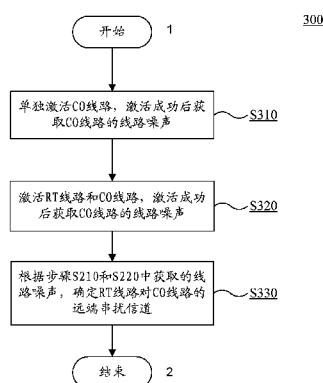 开始 1
300
单独激活CO线路，激活成功后获
取CO线路的线路噪声
S310
激活RT线路和CO线路，激活成功
后获取CO线路的线路噪声
S320
根据步骤S210和S220中获取的线
路噪声，确定RT线路对CO线路的
远端串扰信道
S330
结束 2